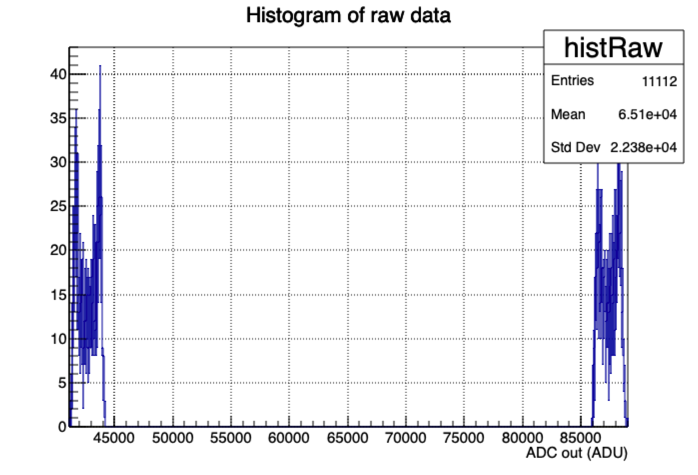 Histogram of raw data
histRaw
Entries 11112
Mean 6.51e+04
Std Dev 2.238e+04
40
35
30
25
20
15
10
5
0
45000 50000 55000 60000 65000 70000 75000 80000 85000
ADC out (ADU)